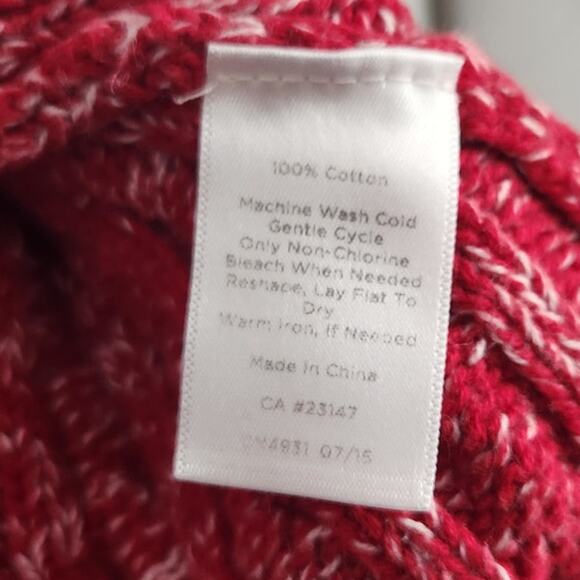 100% Cotton
Machine Wash Cold
Gentle Cycle
Only Non-Chlorine
Bleach When Needed
Reshape, Lay Flat To
Dry
Warm Iron, If Needed
Made in China
CA #23147
07/15